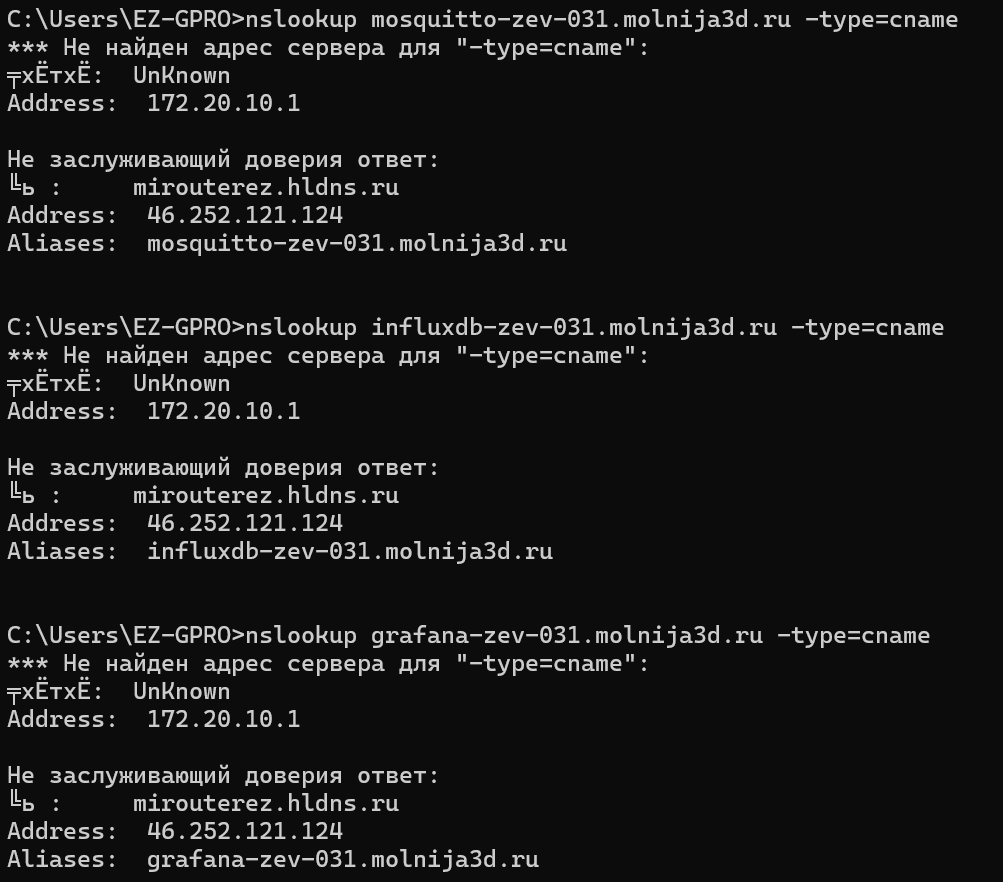 C:\Users\EZ-GPRO>nslookup mosquitto-zev-031.molnija3d.ru -type=cname
*** Не найден адрес сервера для "-type=cname":
╤хЁтхЁ:  UnKnown
Address:  172.20.10.1
Не заслуживающий доверия ответ:
╚ь :     mirouterez.hldns.ru
Address:  46.252.121.124
Aliases:  mosquitto-zev-031.molnija3d.ru
C:\Users\EZ-GPRO>nslookup influxdb-zev-031.molnija3d.ru -type=cname
*** Не найден адрес сервера для "-type=cname":
╤хЁтхЁ:  UnKnown
Address:  172.20.10.1
Не заслуживающий доверия ответ:
╚ь :     mirouterez.hldns.ru
Address:  46.252.121.124
Aliases:  influxdb-zev-031.molnija3d.ru
C:\Users\EZ-GPRO>nslookup grafana-zev-031.molnija3d.ru -type=cname
*** Не найден адрес сервера для "-type=cname":
╤хЁтхЁ:  UnKnown
Address:  172.20.10.1
Не заслуживающий доверия ответ:
╚ь :     mirouterez.hldns.ru
Address:  46.252.121.124
Aliases:  grafana-zev-031.molnija3d.ru